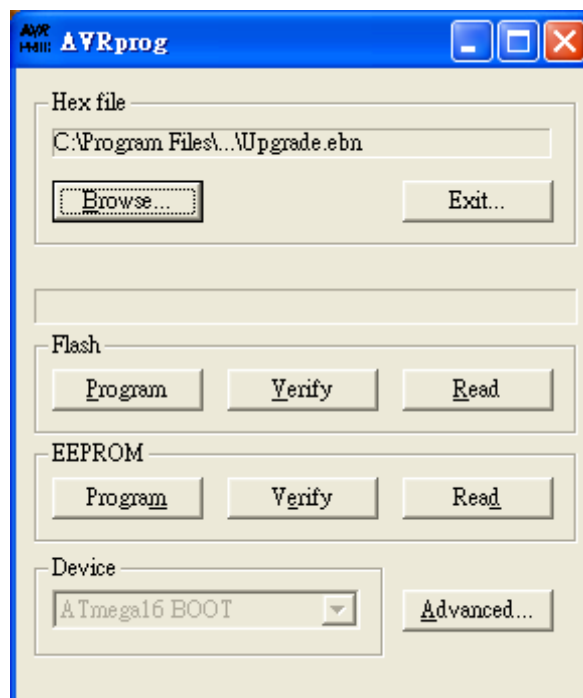 AVRprog
Hex file
C:\Program Files\...\Upgrade.ebn
Browse... Exit...
Flash
Program Verify Read
EEPROM
Program Verify Read
Device
ATmega16 BOOT Advanced...